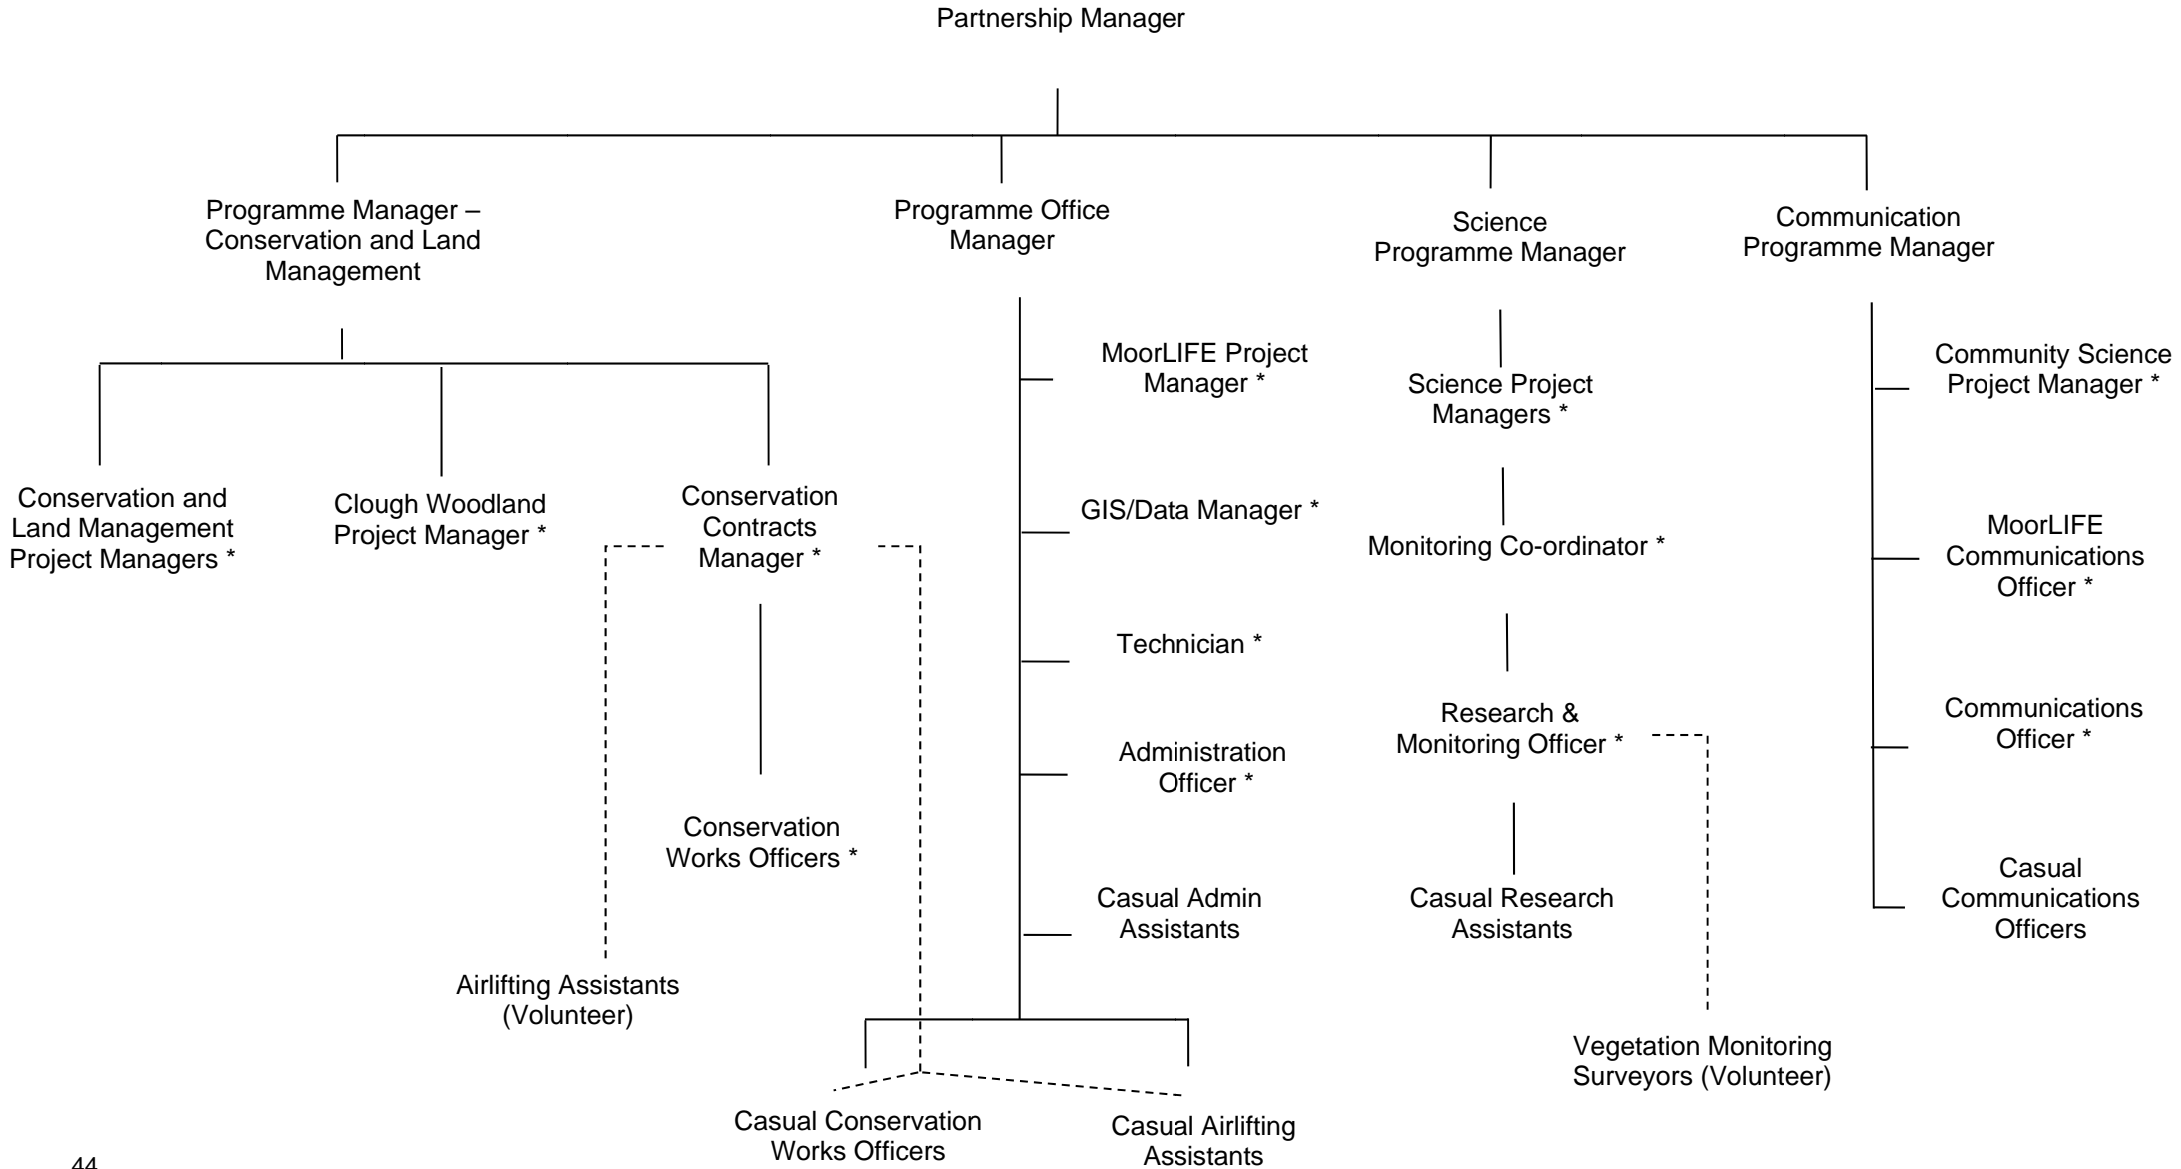 Partnership Manager
Programme Manager –
Conservation and Land
Management
Programme Office
Manager
Science
Programme Manager
Communication
Programme Manager
Conservation and
Land Management
Project Managers *
Clough Woodland
Project Manager *
Conservation
Contracts
Manager *
Conservation
Works Officers *
Airlifting Assistants
(Volunteer)
MoorLIFE Project
Manager *
GIS/Data Manager *
Technician *
Administration
Officer *
Casual Admin
Assistants
Casual Conservation
Works Officers
Casual Airlifting
Assistants
Science Project
Managers *
Monitoring Co-ordinator *
Research &
Monitoring Officer *
Casual Research
Assistants
Vegetation Monitoring
Surveyors (Volunteer)
Community Science
Project Manager *
MoorLIFE
Communications
Officer *
Communications
Officer *
Casual
Communications
Officers
44